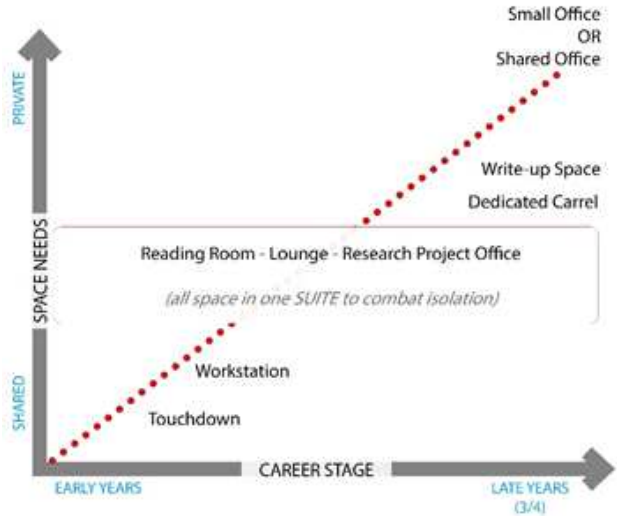 Small Office
OR
Shared Office
PRIVATE
Write-up Space
Dedicated Carrel
SPACE NEEDS
Reading Room - Lounge - Research Project Office
(all space in one SUITE to combat isolation)
Workstation
SHARED
Touchdown
CAREER STAGE
EARLY YEARS
LATE YEARS
(3/4)